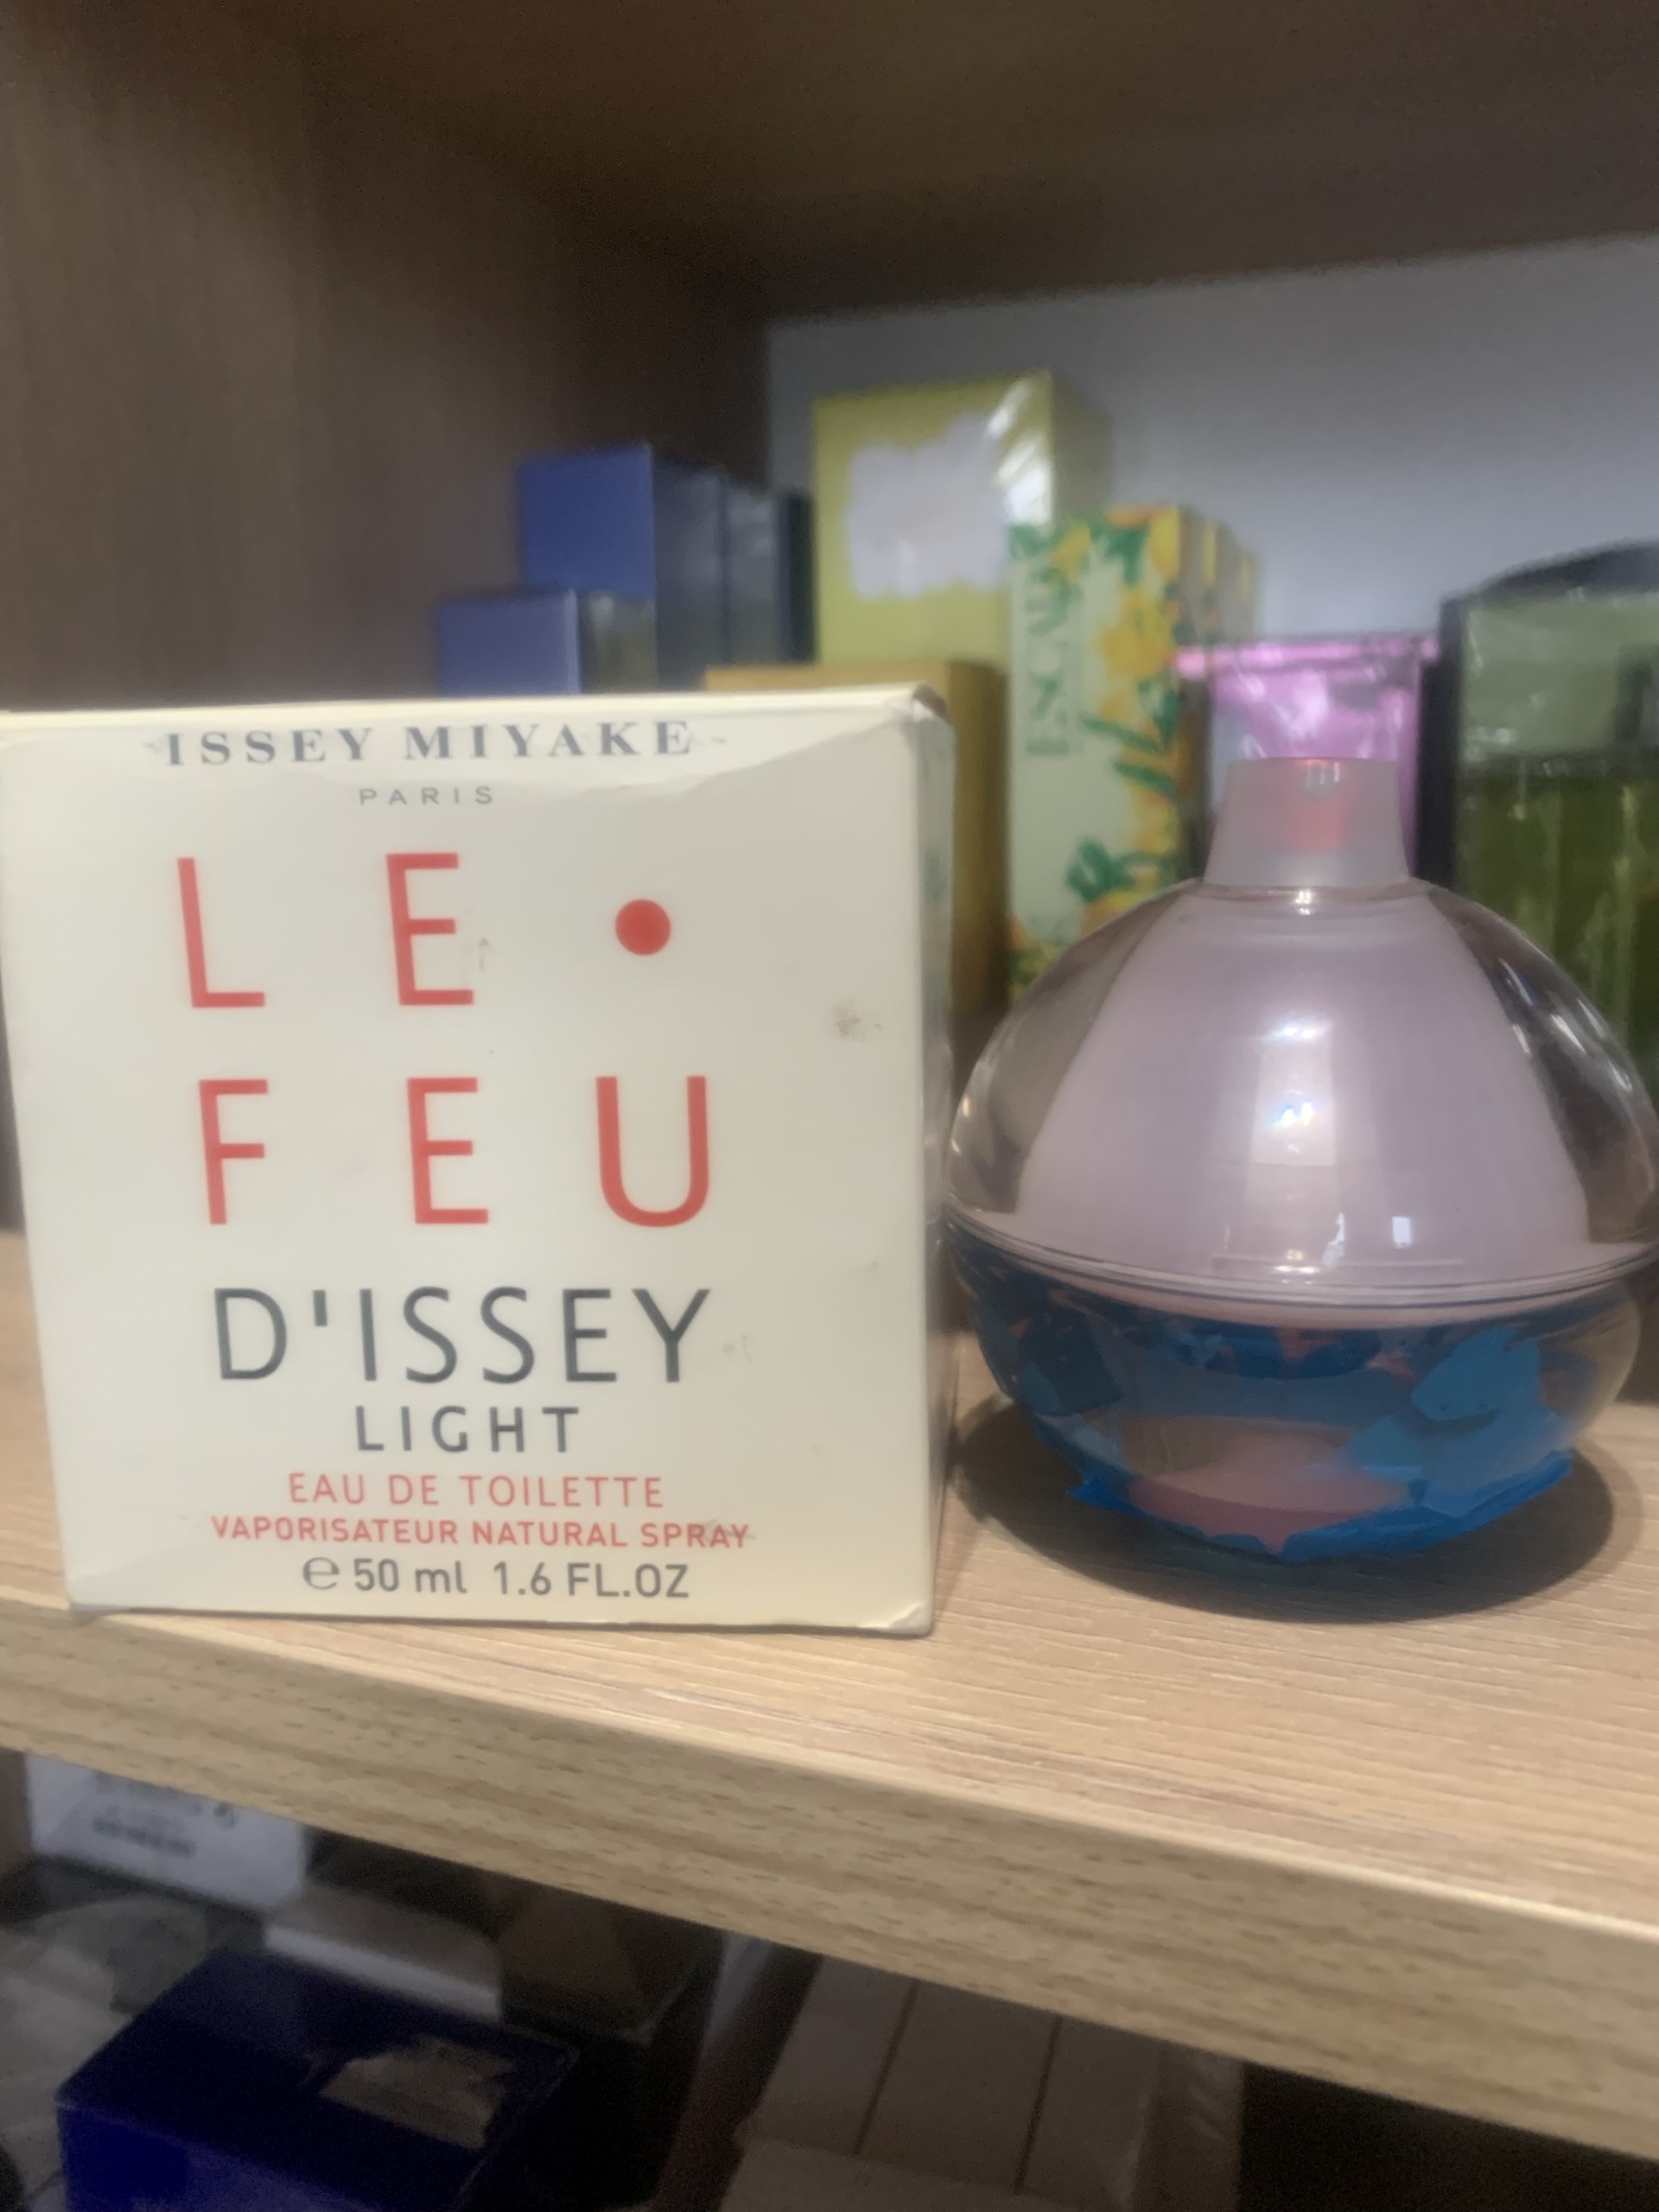 ISSEY MIYAKE
PARIS
LE•
FEU
D'ISSEY
LIGHT
EAU DE TOILETTE
VAPORISATEUR NATURAL SPRAY
℮ 50 ml 1.6 FL.OZ
ESCADA